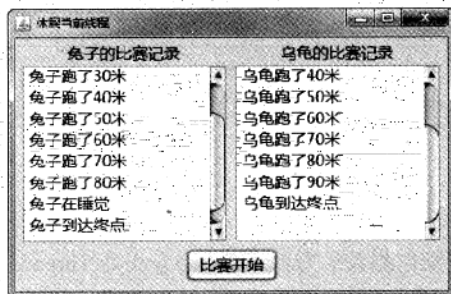 休眠当前线程
兔子的比赛记录
兔子跑了30米
兔子跑了40米
兔子跑了50米
兔子跑了60米
兔子跑了70米
兔子跑了80米
兔子在睡觉
兔子到达终点
乌龟的比赛记录
乌龟跑了40米
乌龟跑了50米
乌龟跑了60米
乌龟跑了70米
乌龟跑了80米
乌龟跑了90米
乌龟到达终点
比赛开始